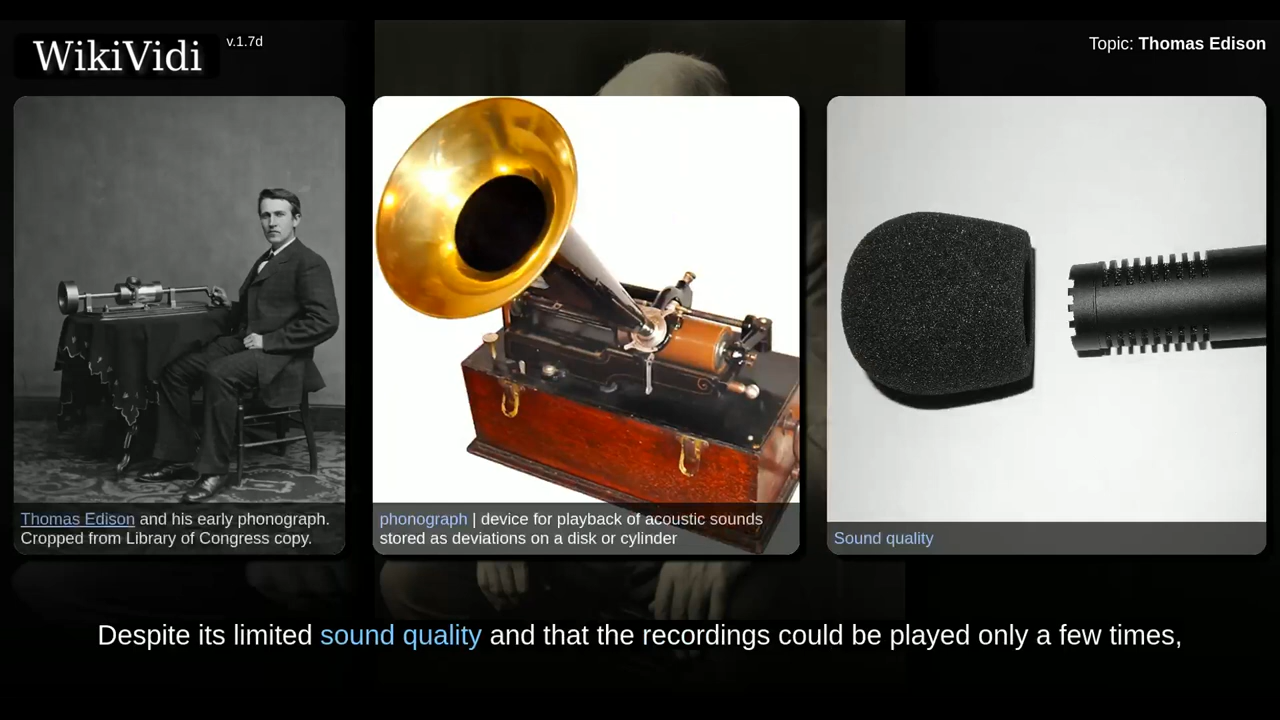 WikiVidi
v.1.7d
Topic: Thomas Edison
Thomas Edison and his early phonograph.
Cropped from Library of Congress copy.
phonograph | device for playback of acoustic sounds
stored as deviations on a disk or cylinder
Sound quality
Despite its limited sound quality and that the recordings could be played only a few times,